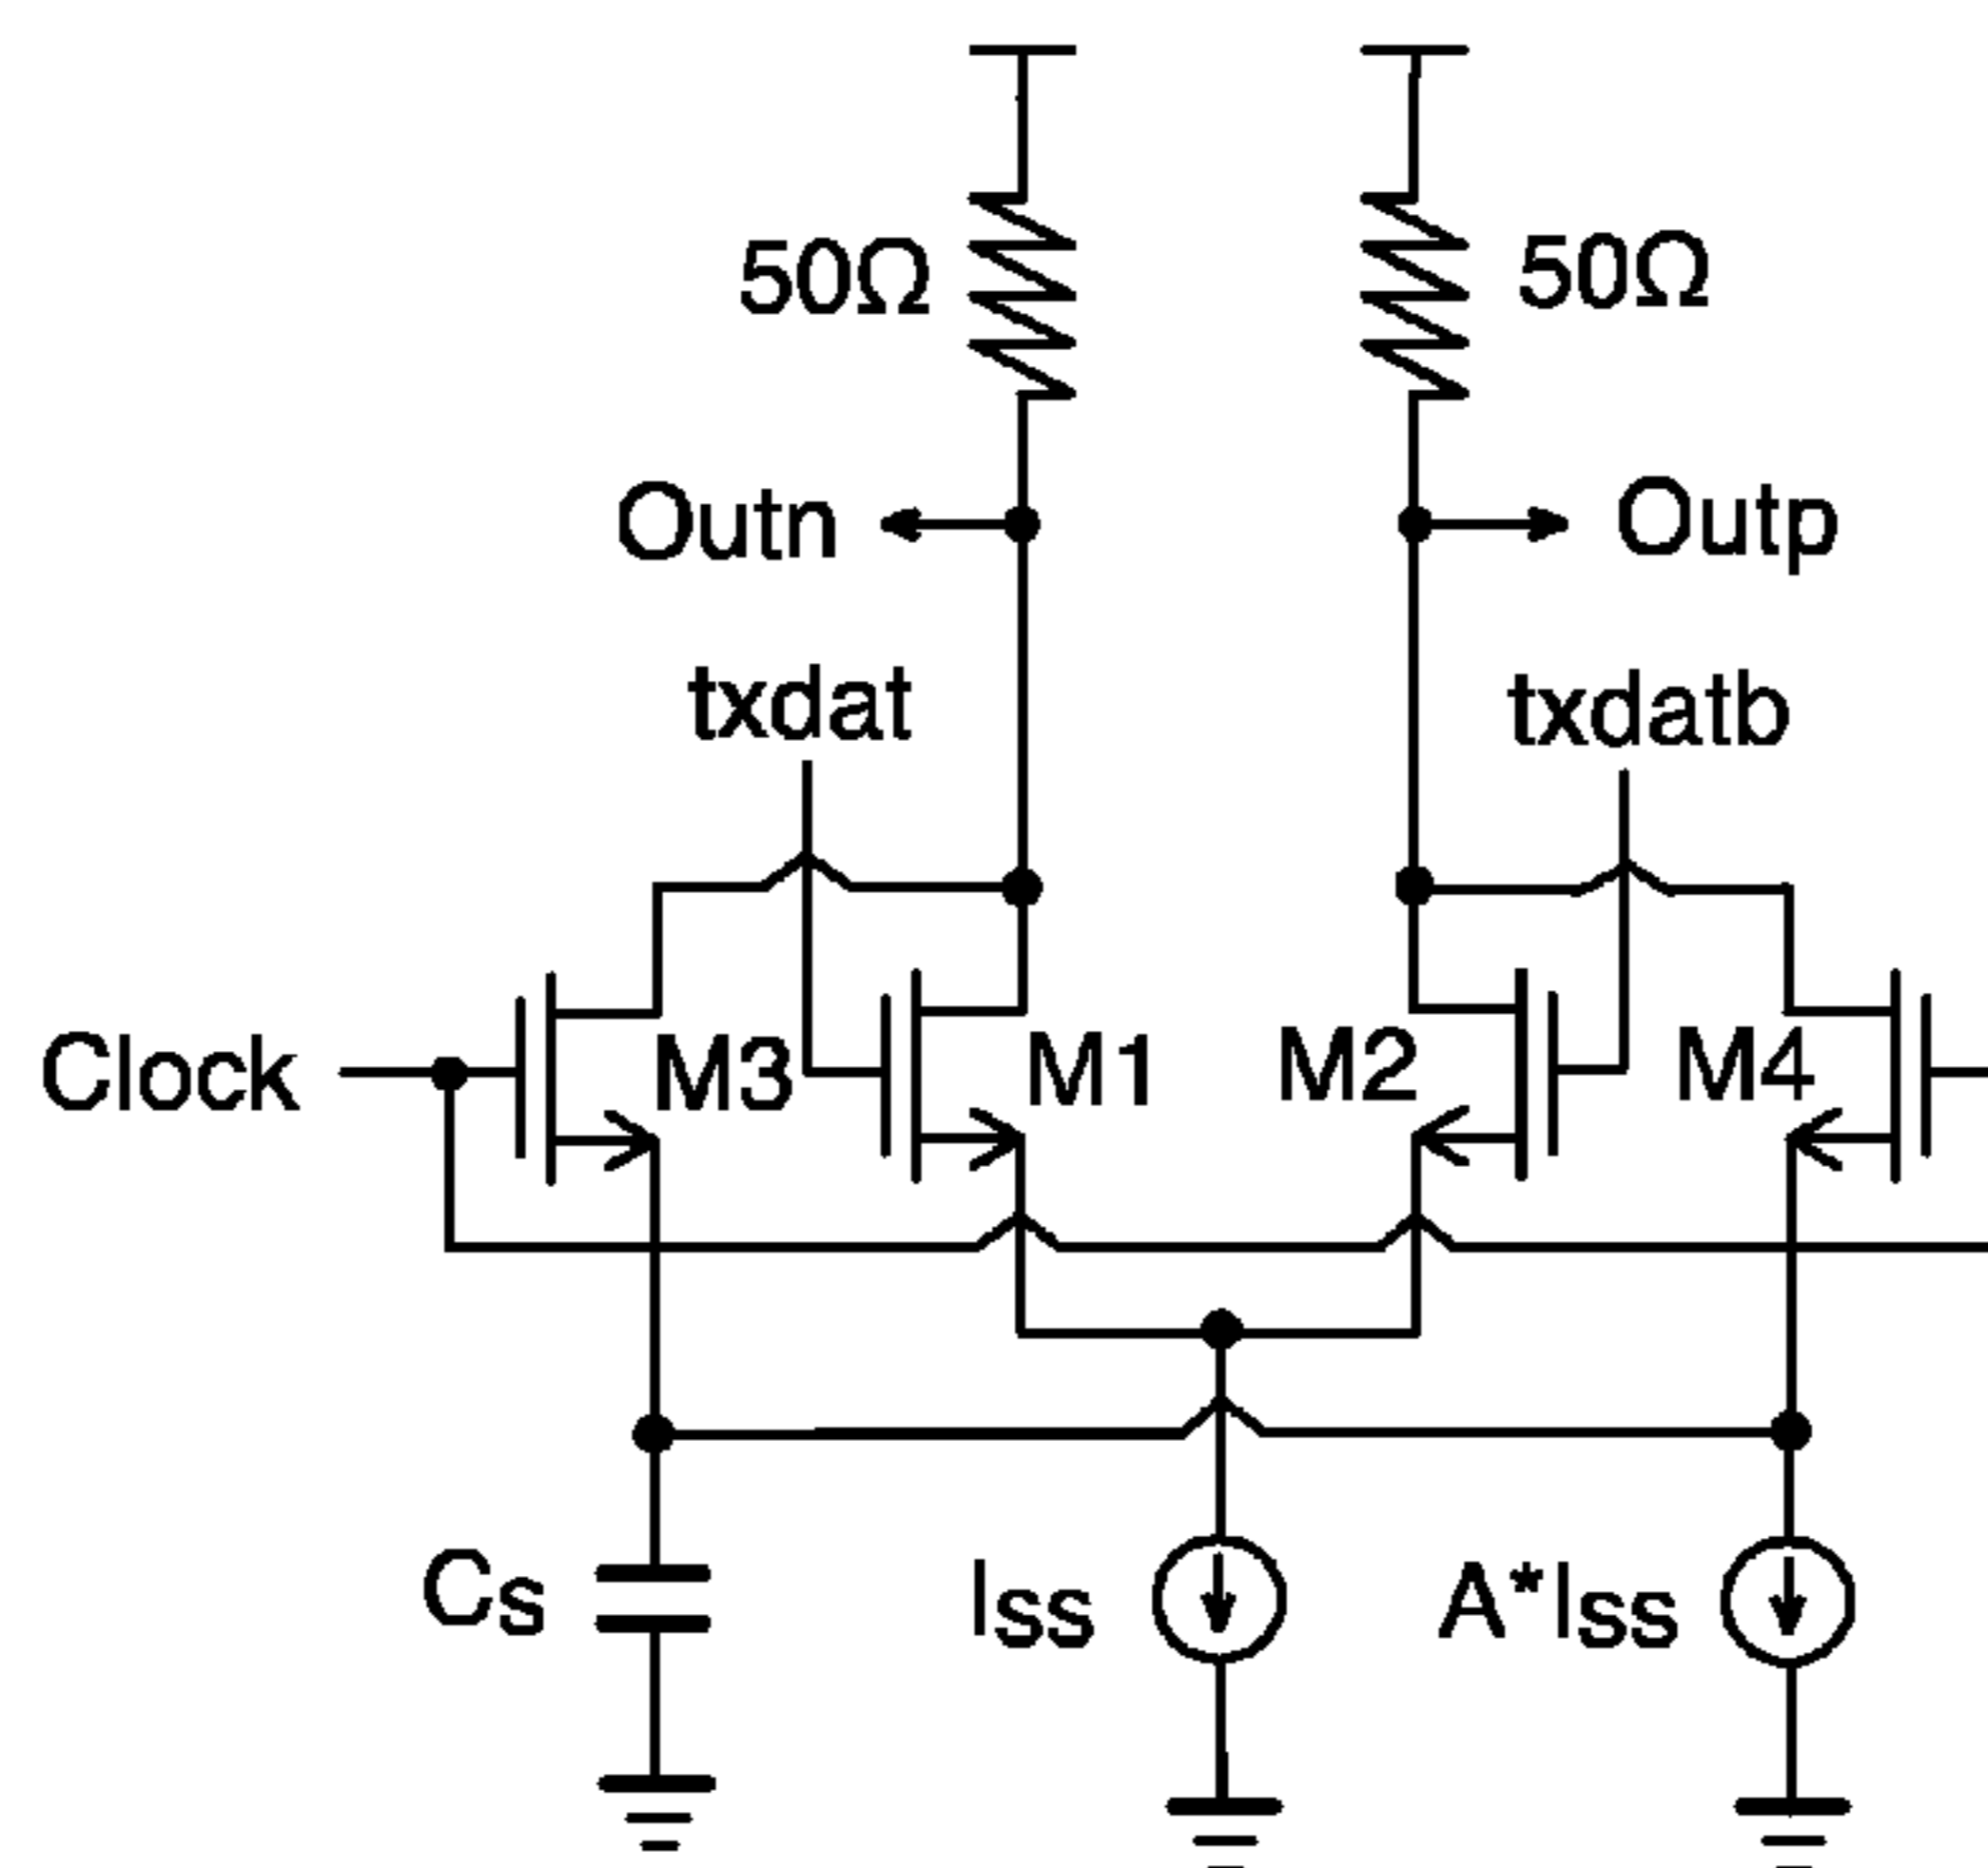 50Ω
50Ω
Outn
Outp
txdat
txdatb
Clock
M3
M1
M2
M4
Cs
Iss
A*Iss